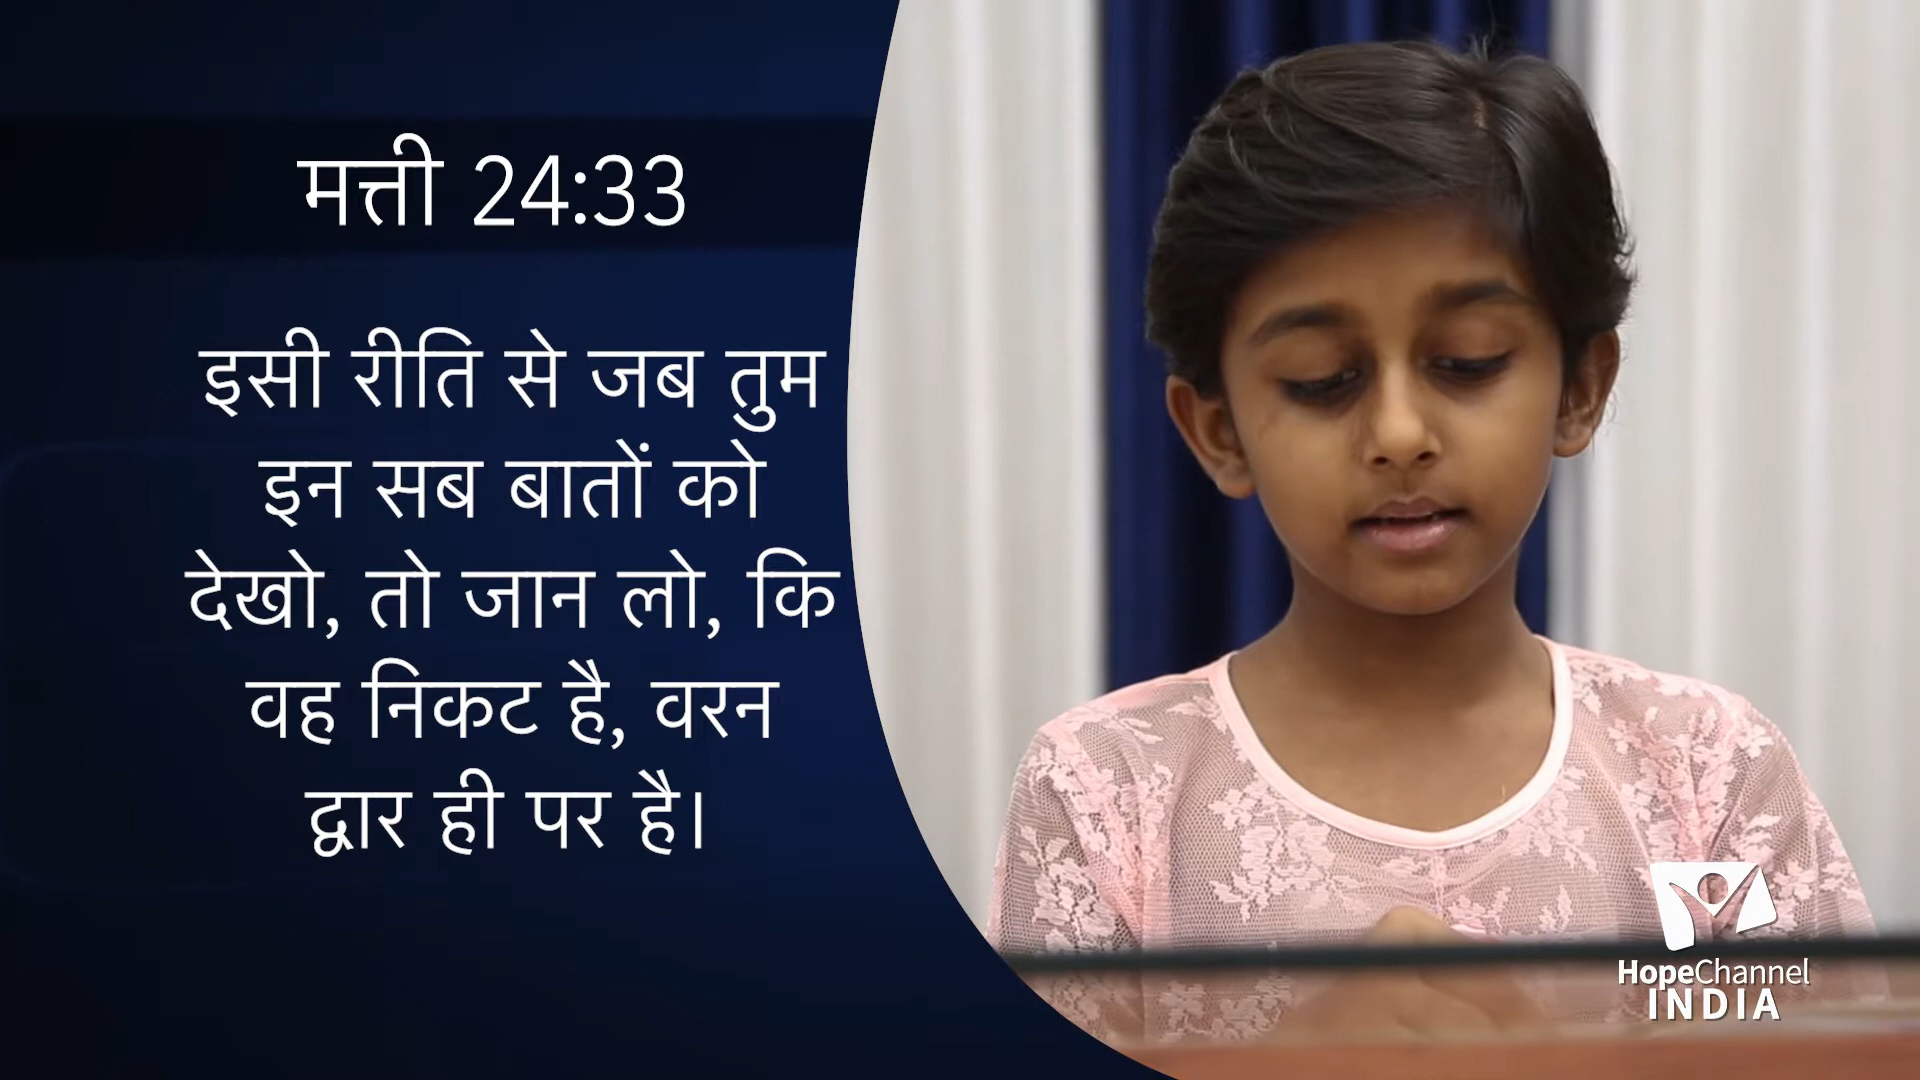 मत्ती 24:33
इसी रीति से जब तुम
इन सब बातों को
देखो, तो जान लो, कि
वह निकट है, वरन
द्वार ही पर है।
HopeChannel
INDIA